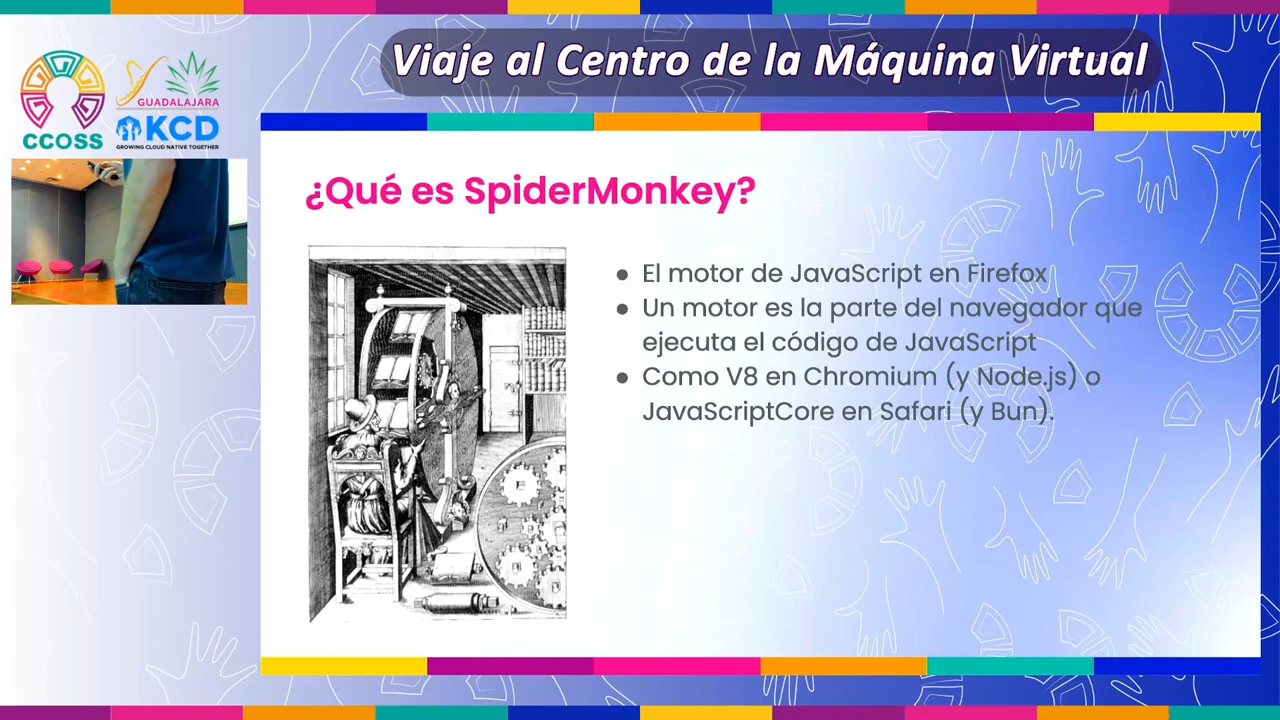 Viaje al Centro de la Máquina Virtual
CCOSS
GUADALAJARA
KCD
GROWING CLOUD NATIVE TOGETHER
¿Qué es SpiderMonkey?
● El motor de JavaScript en Firefox
● Un motor es la parte del navegador que
ejecuta el código de JavaScript
● Como V8 en Chromium (y Node.js) o
JavaScriptCore en Safari (y Bun).